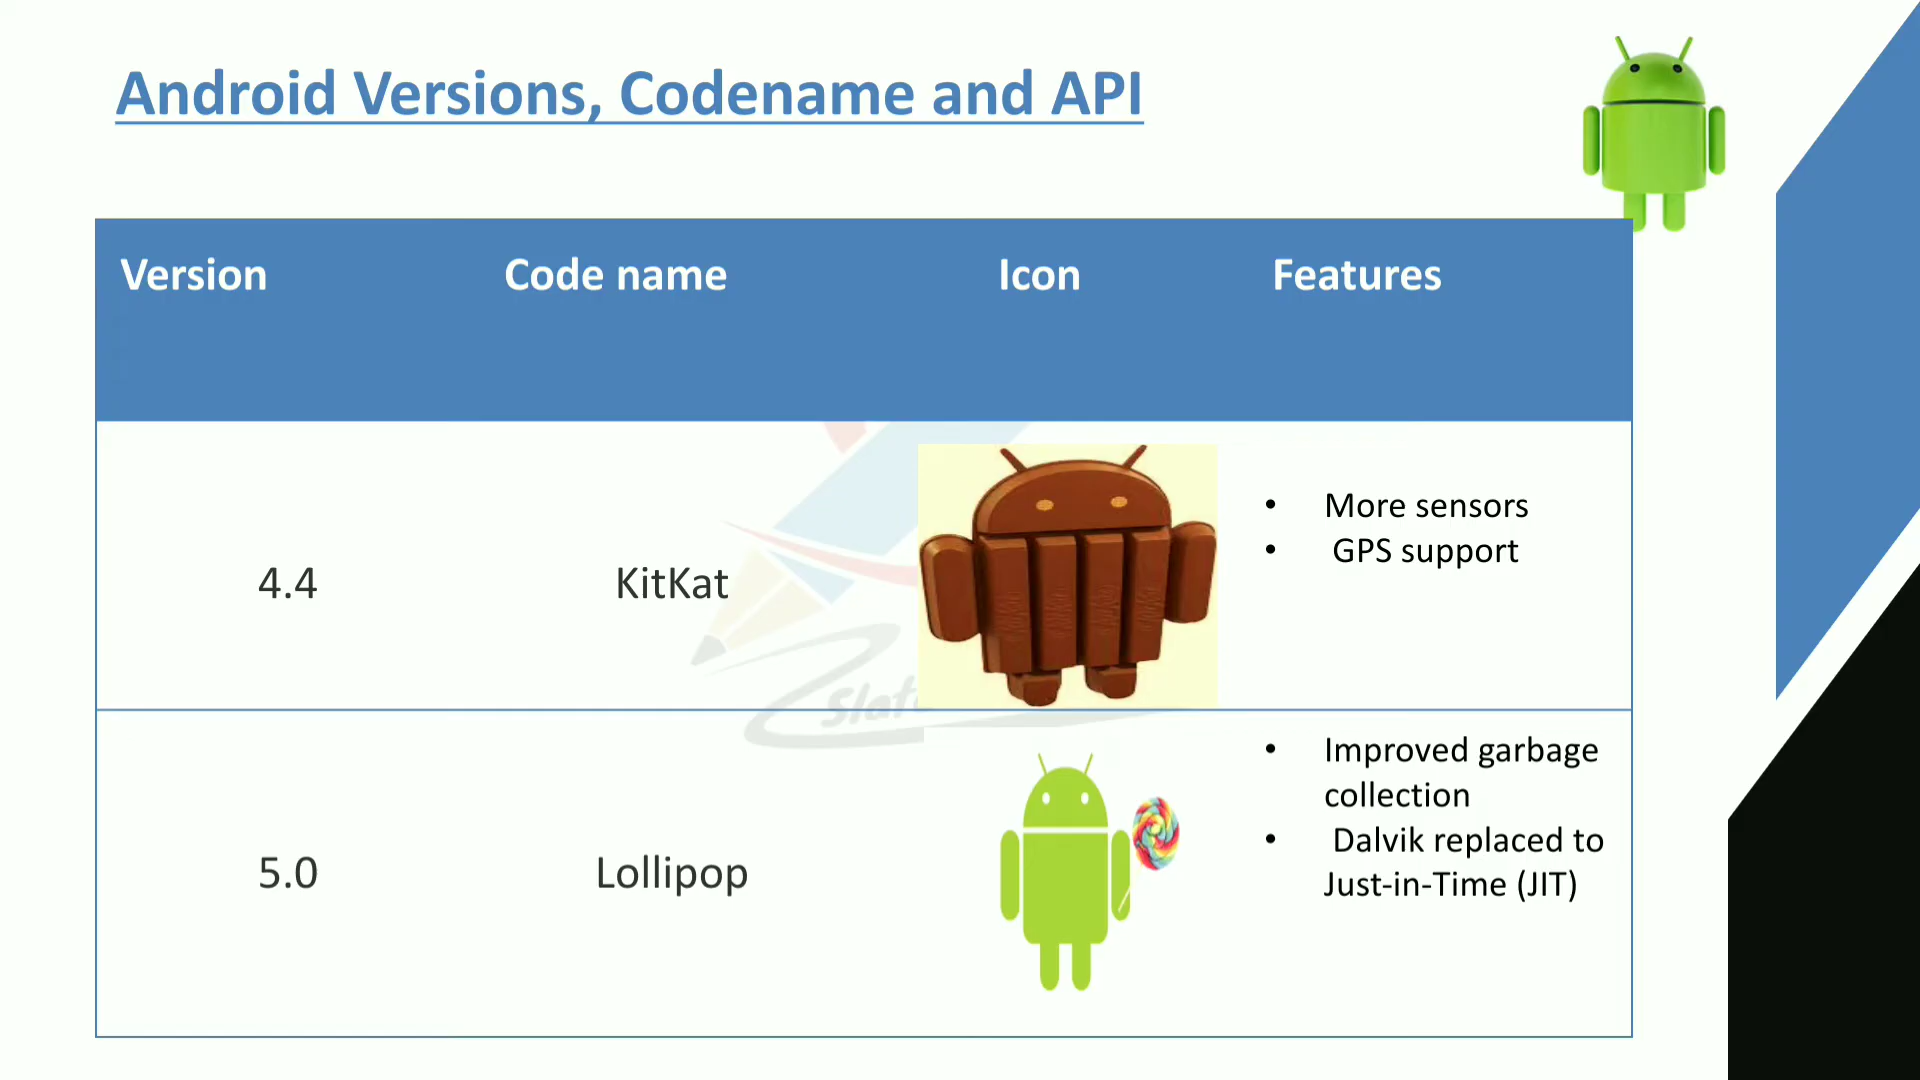 Android Versions, Codename and API
Version Code name Icon Features
4.4 KitKat
• More sensors
• GPS support
5.0 Lollipop
• Improved garbage
collection
• Dalvik replaced to
Just-in-Time (JIT)